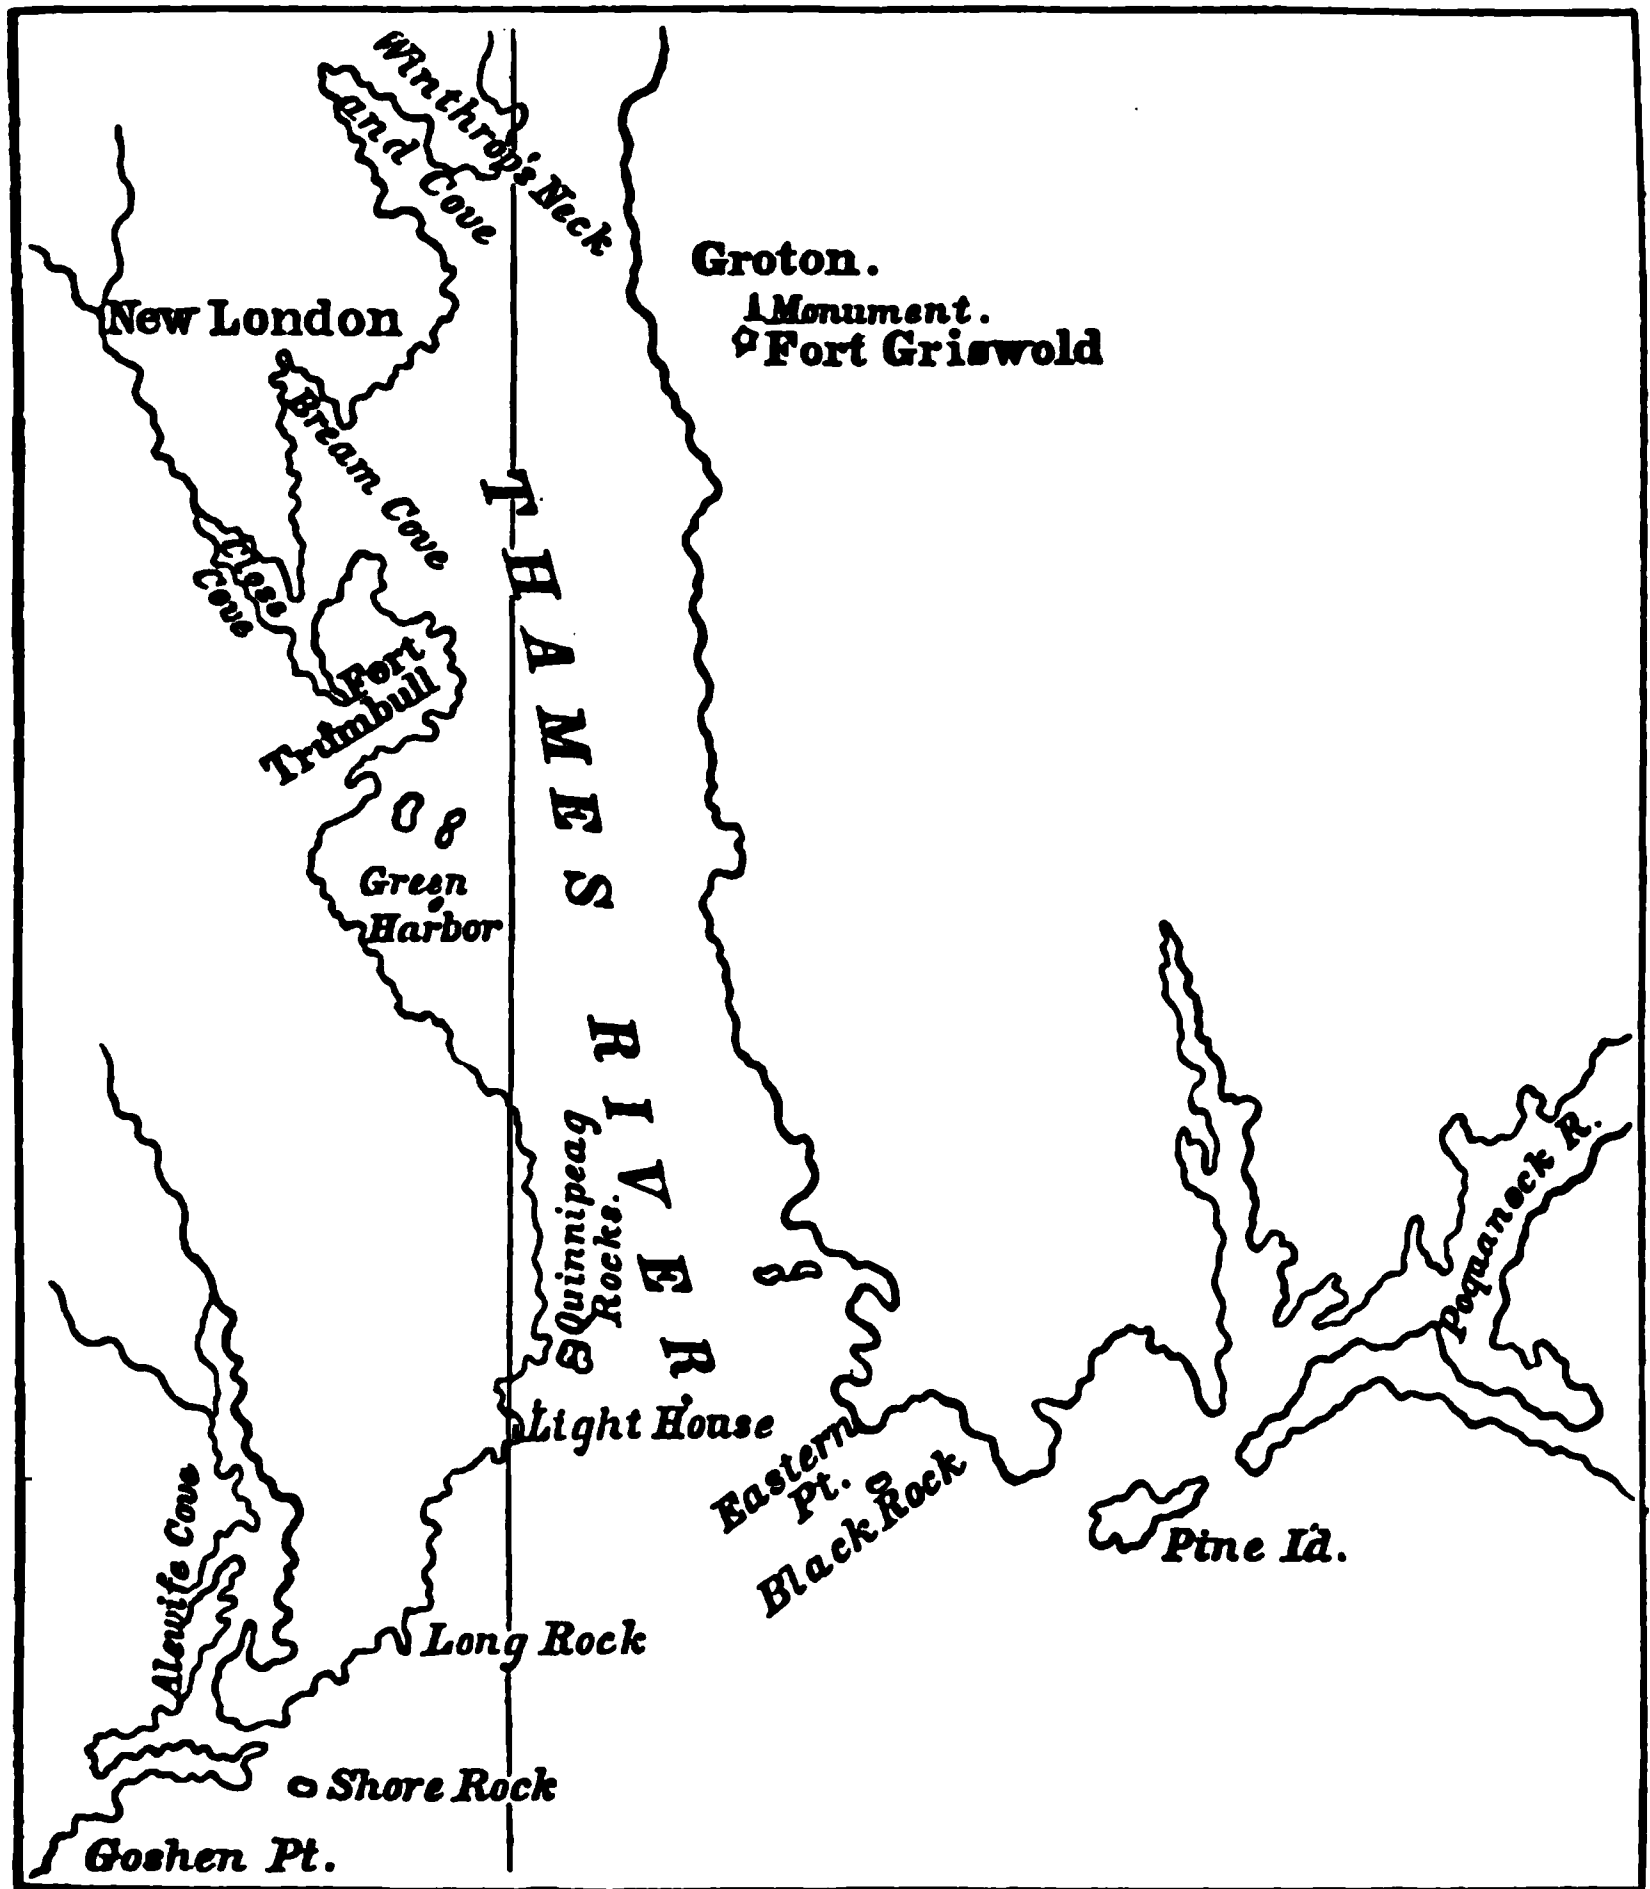 Winthrop's Neck
and Cove
Groton.
Monument.
Fort Griswold
New London
Bream Cove
Close
Cove
THAMES RIVER.
Fort
Trumbull
Green
Harbor
Quinnipeag
Rocks.
Poquanock R.
Light House
Eastern
Pt.
Black Rock
Pine Id.
Alewife Cove
Long Rock
Shore Rock
Goshen Pt.